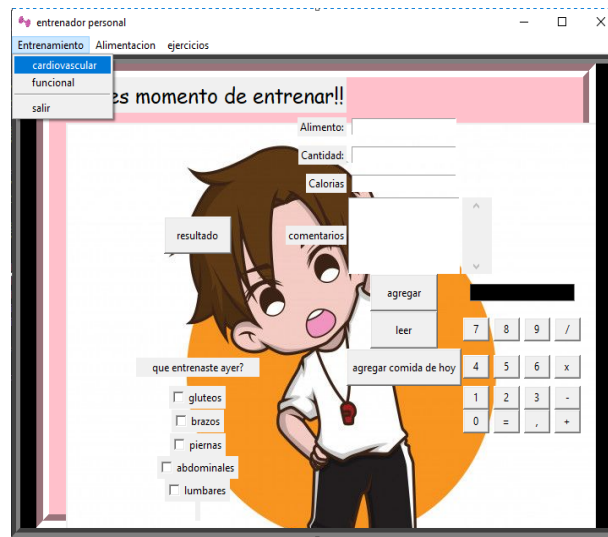 entrenador personal
Entrenamiento Alimentacion ejercicios
cardiovascular
funcional
salir
es momento de entrenar!!
Alimento:
Cantidad:
Calorias
comentarios
resultado
agregar
leer
agregar comida de hoy
7 8 9 /
4 5 6 x
1 2 3 -
0 = , +
que entrenaste ayer?
gluteos
brazos
piernas
abdominales
lumbares